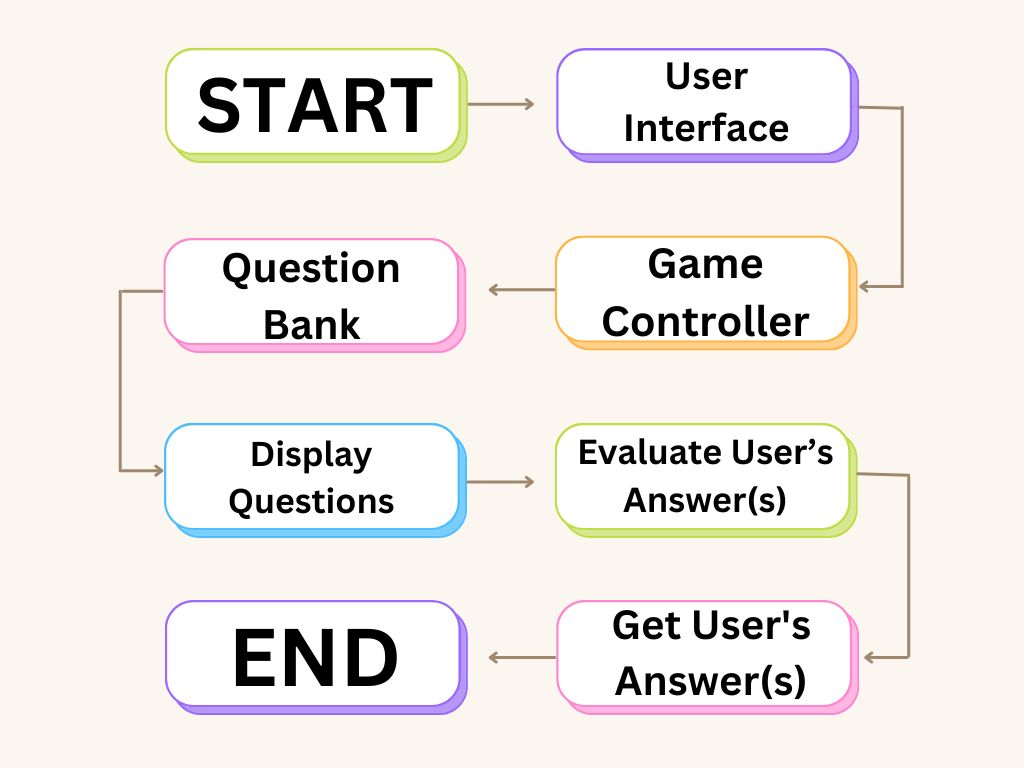 START
User
Interface
Game
Controller
Question
Bank
Display
Questions
Evaluate User’s
Answer(s)
Get User's
Answer(s)
END